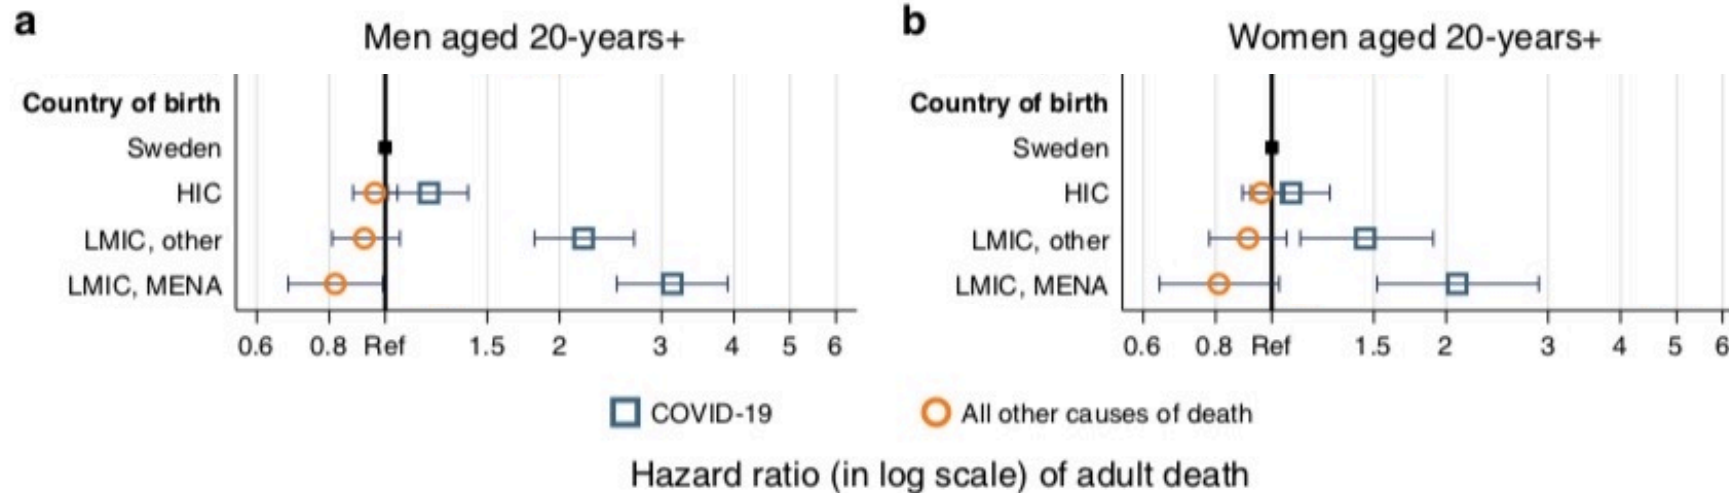 a
Men aged 20-years+
Country of birth
Sweden
HIC
LMIC, other
LMIC, MENA
0.6 0.8 Ref 1.5 2 3 4 5 6
b
Women aged 20-years+
Country of birth
Sweden
HIC
LMIC, other
LMIC, MENA
0.6 0.8 Ref 1.5 2 3 4 5 6
COVID-19
All other causes of death
Hazard ratio (in log scale) of adult death